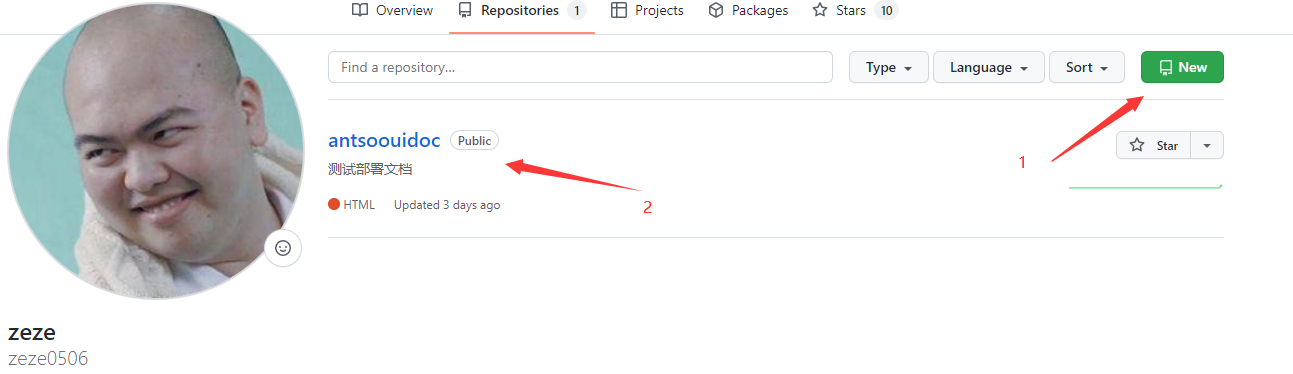 Overview Repositories 1 Projects Packages Stars 10
Find a repository... Type Language Sort New
antsoouidoc Public
Star
测试部署文档
1
2
HTML Updated 3 days ago
zeze
zeze0506